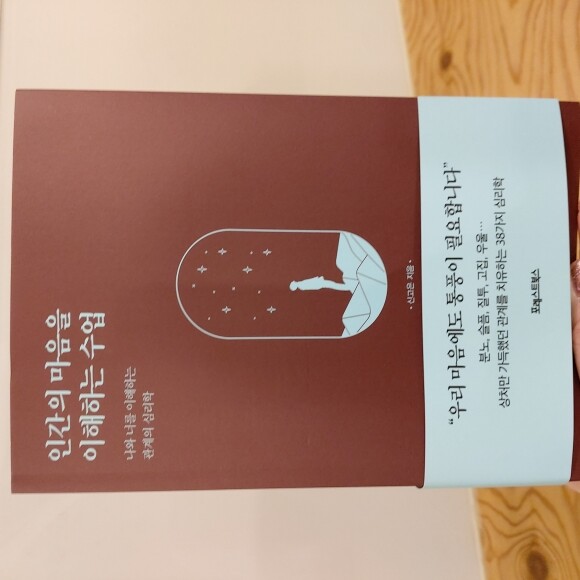 인간의 마음을
이해하는 수업
나와 너를 이해하는
관계의 심리학
• 신고은 지음 •
"우리 마음에도 통풍이 필요합니다"
분노, 슬픔, 질투, 고집, 우울…
상처만 가득했던 관계를 치유하는 38가지 심리학
포레스트북스